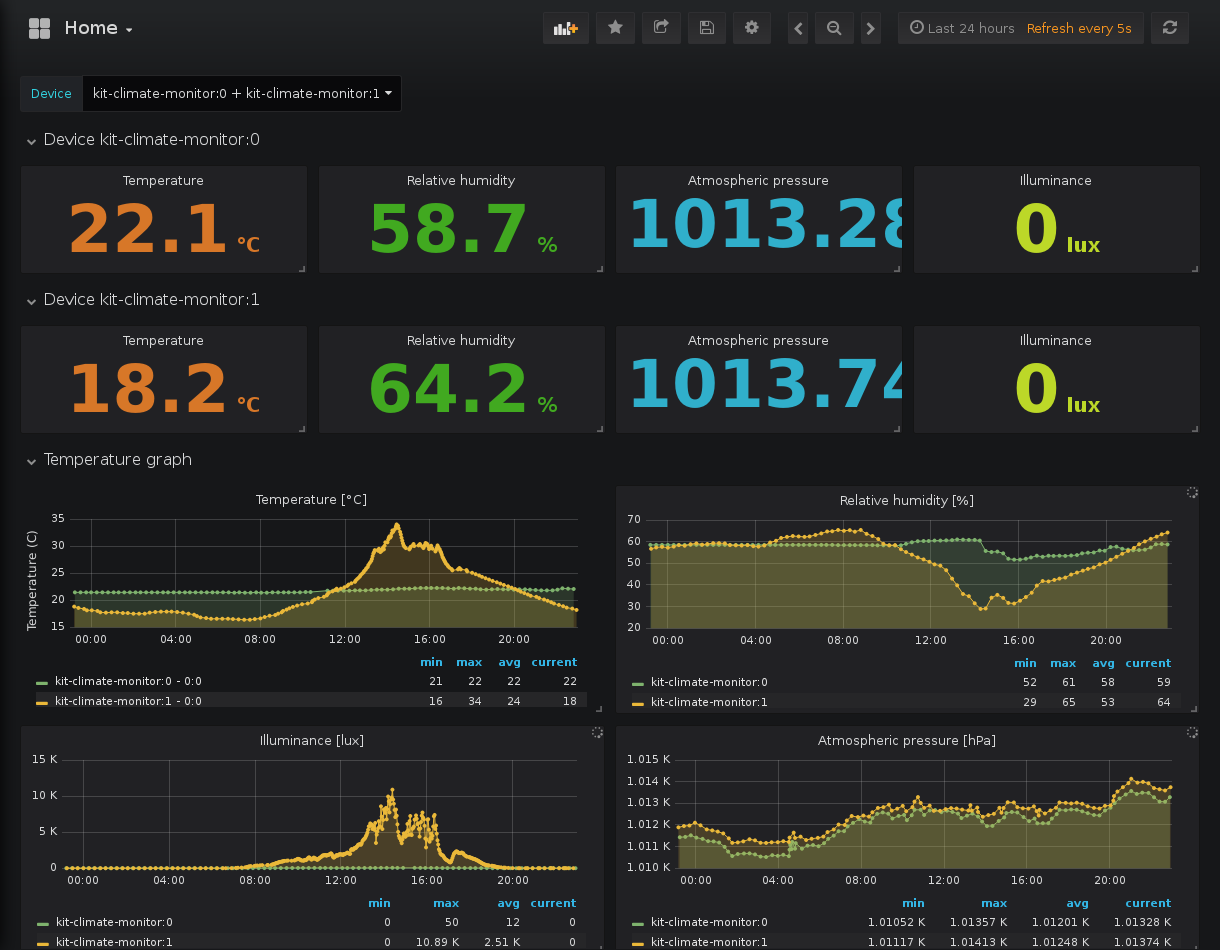 Home
Last 24 hours Refresh every 5s
Device kit-climate-monitor:0 + kit-climate-monitor:1
Device kit-climate-monitor:0
Temperature Relative humidity Atmospheric pressure Illuminance
22.1 °C 58.7 % 1013.28 0 lux
Device kit-climate-monitor:1
Temperature Relative humidity Atmospheric pressure Illuminance
18.2 °C 64.2 % 1013.74 0 lux
Temperature graph
Temperature [°C]
Temperature (C)
35
30
25
20
15
00:00 04:00 08:00 12:00 16:00 20:00
min max avg current
kit-climate-monitor:0 - 0:0 21 22 22 22
kit-climate-monitor:1 - 0:0 16 34 24 18
Relative humidity [%]
70
60
50
40
30
20
00:00 04:00 08:00 12:00 16:00 20:00
min max avg current
kit-climate-monitor:0 52 61 58 59
kit-climate-monitor:1 29 65 53 64
Illuminance [lux]
15 K
10 K
5 K
0
00:00 04:00 08:00 12:00 16:00 20:00
min max avg current
kit-climate-monitor:0 0 50 12 0
kit-climate-monitor:1 0 10.89 K 2.51 K 0
Atmospheric pressure [hPa]
1.015 K
1.014 K
1.013 K
1.012 K
1.011 K
1.010 K
00:00 04:00 08:00 12:00 16:00 20:00
min max avg current
kit-climate-monitor:0 1.01052 K 1.01357 K 1.01201 K 1.01328 K
kit-climate-monitor:1 1.01117 K 1.01413 K 1.01248 K 1.01374 K